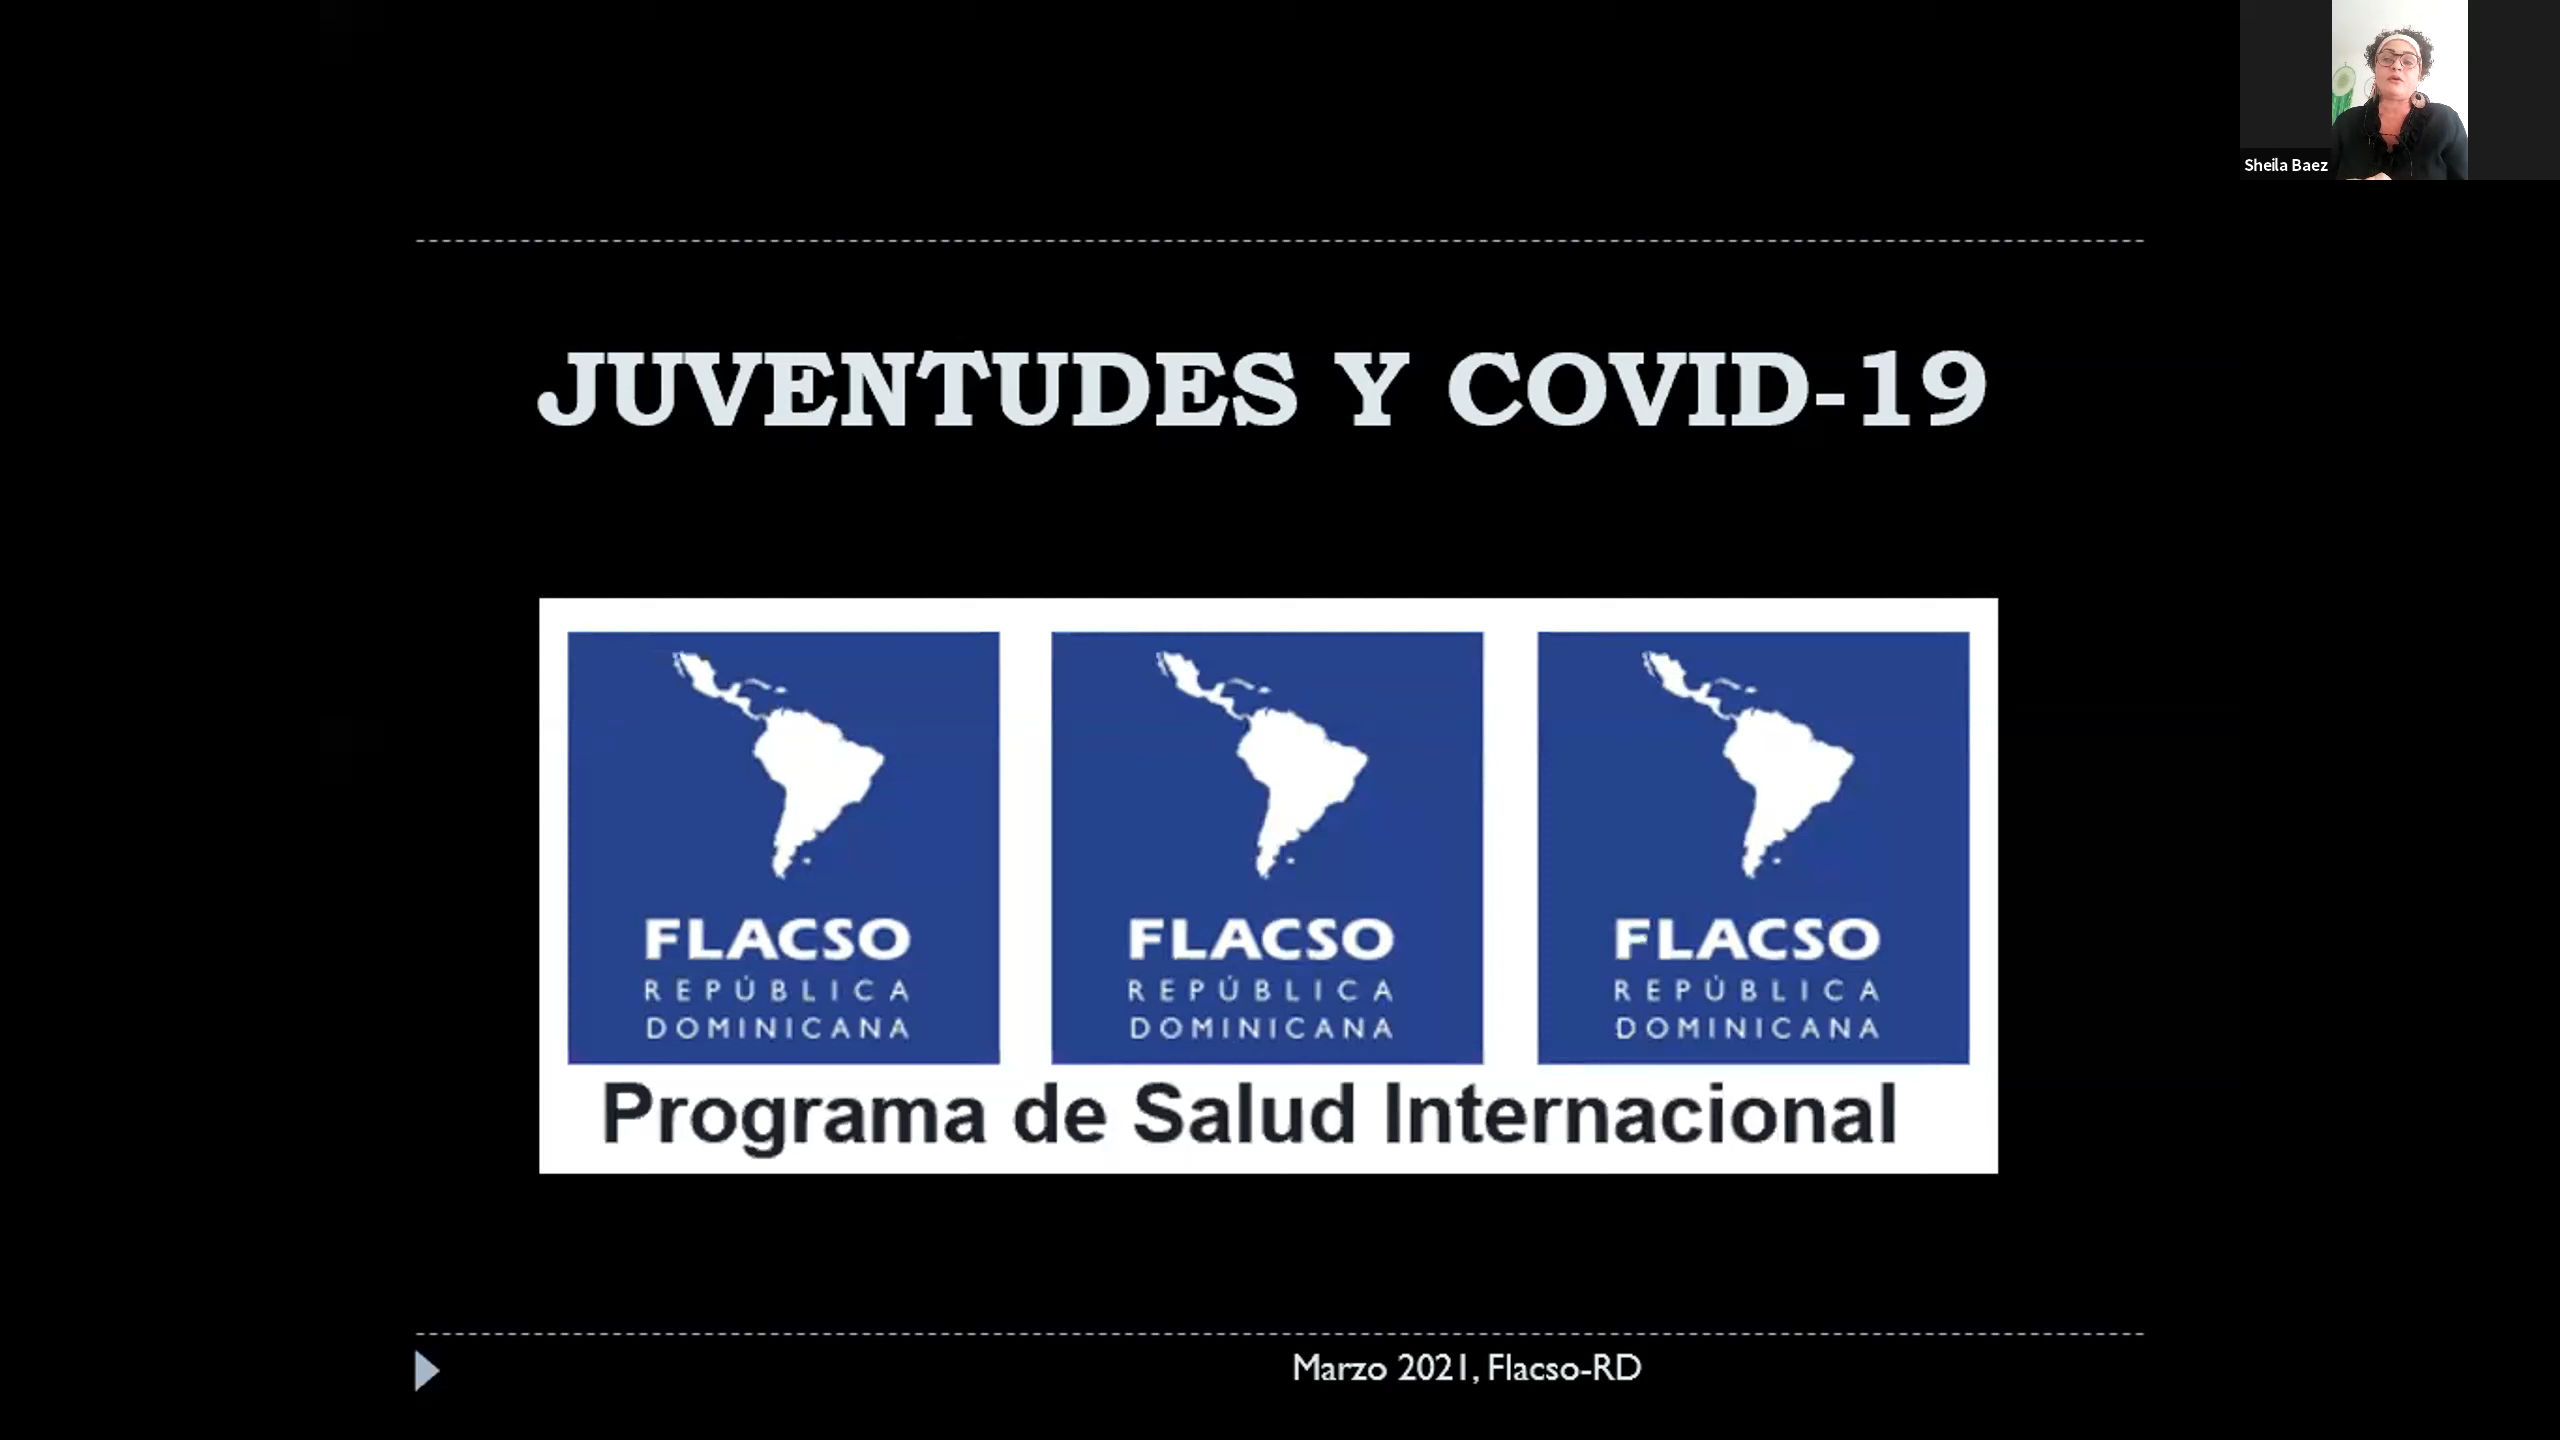 Sheila Baez
JUVENTUDES Y COVID-19
FLACSO
REPÚBLICA
DOMINICANA
FLACSO
REPÚBLICA
DOMINICANA
FLACSO
REPÚBLICA
DOMINICANA
Programa de Salud Internacional
Marzo 2021, Flacso-RD